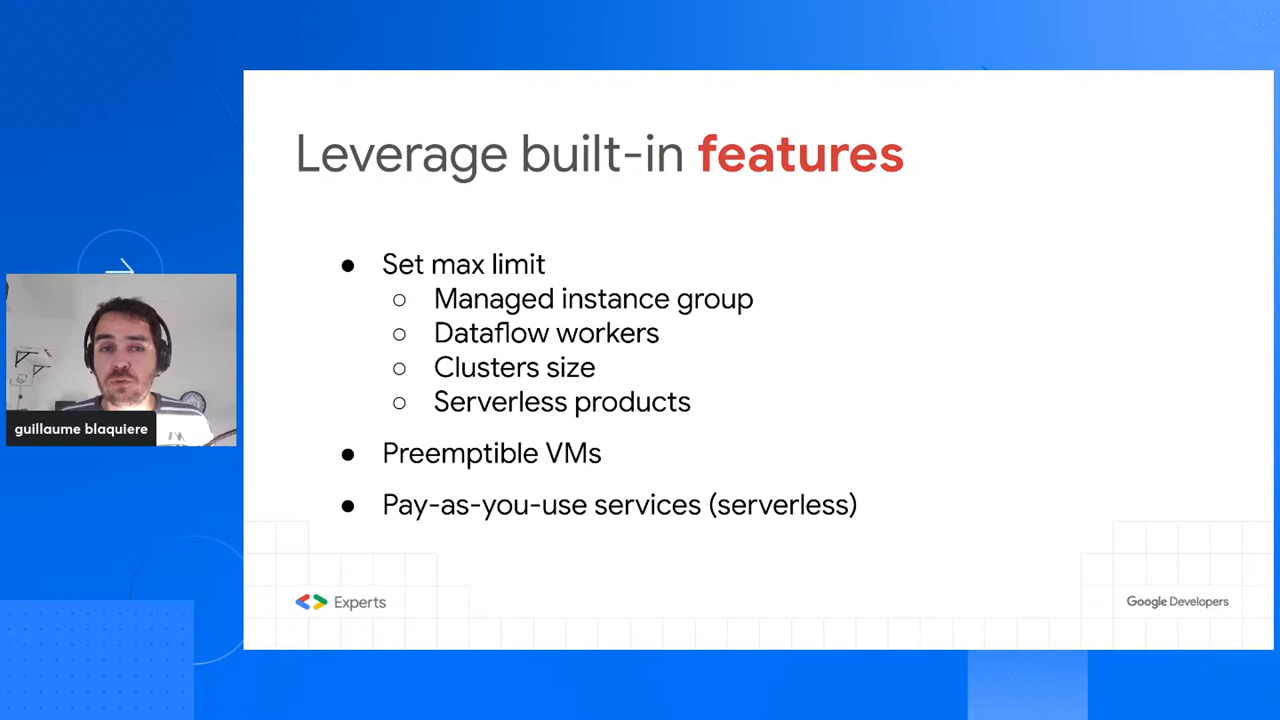 Leverage built-in features
● Set max limit
○ Managed instance group
○ Dataflow workers
○ Clusters size
○ Serverless products
● Preemptible VMs
● Pay-as-you-use services (serverless)
guillaume blaquiere
Experts
Google Developers